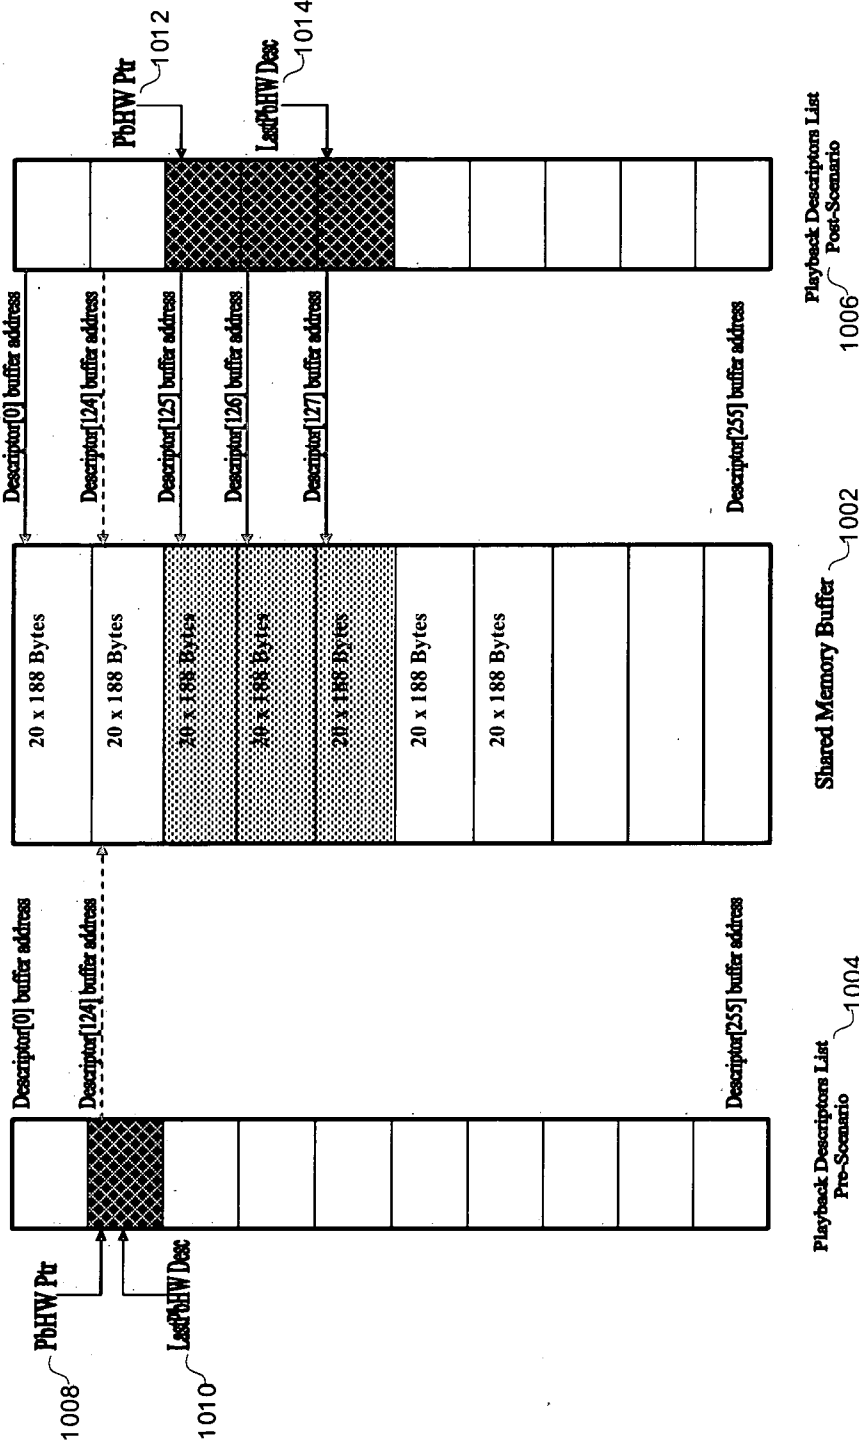 1008
PbHW Ptr
1010
LastPbHW Desc
Descriptor[0] buffer address
Descriptor[124] buffer address
Descriptor[255] buffer address
Playback Descriptors List
Pre-Scenario
1004
20 x 188 Bytes
20 x 188 Bytes
20 x 188 Bytes
20 x 188 Bytes
20 x 188 Bytes
20 x 188 Bytes
20 x 188 Bytes
Shared Memory Buffer
1002
Descriptor[0] buffer address
Descriptor[124] buffer address
Descriptor[125] buffer address
Descriptor[126] buffer address
Descriptor[127] buffer address
Descriptor[255] buffer address
PbHW Ptr
1012
LastPbHW Desc
1014
Playback Descriptors List
Post-Scenario
1006